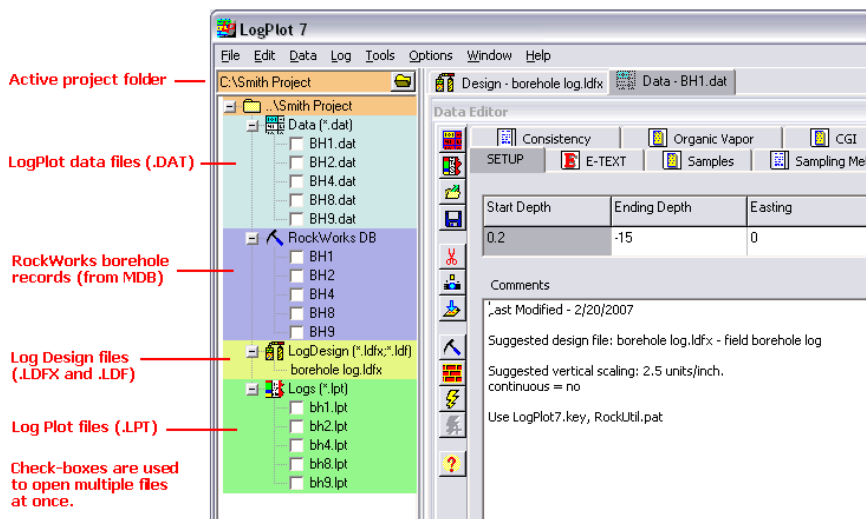 LogPlot 7
File Edit Data Log Tools Options Window Help
Active project folder
C:\Smith Project
Design - borehole log.ldfx
Data - BH1.dat
..\Smith Project
Data (*.dat)
BH1.dat
BH2.dat
BH4.dat
BH8.dat
BH9.dat
LogPlot data files (.DAT)
RockWorks DB
BH1
BH2
BH4
BH8
BH9
RockWorks borehole
records (from MDB)
LogDesign (*.ldfx;*.ldf)
borehole log.ldfx
Log Design files
(.LDFX and .LDF)
Logs (*.lpt)
bh1.lpt
bh2.lpt
bh4.lpt
bh8.lpt
bh9.lpt
Log Plot files (.LPT)
Check-boxes are used
to open multiple files
at once.
Data Editor
Consistency Organic Vapor CGI
SETUP E-TEXT Samples Sampling Me
Start Depth Ending Depth Easting
0.2 -15 0
Comments
Last Modified - 2/20/2007
Suggested design file: borehole log.ldfx - field borehole log
Suggested vertical scaling: 2.5 units/inch.
continuous = no
Use LogPlot7.key, RockUtil.pat